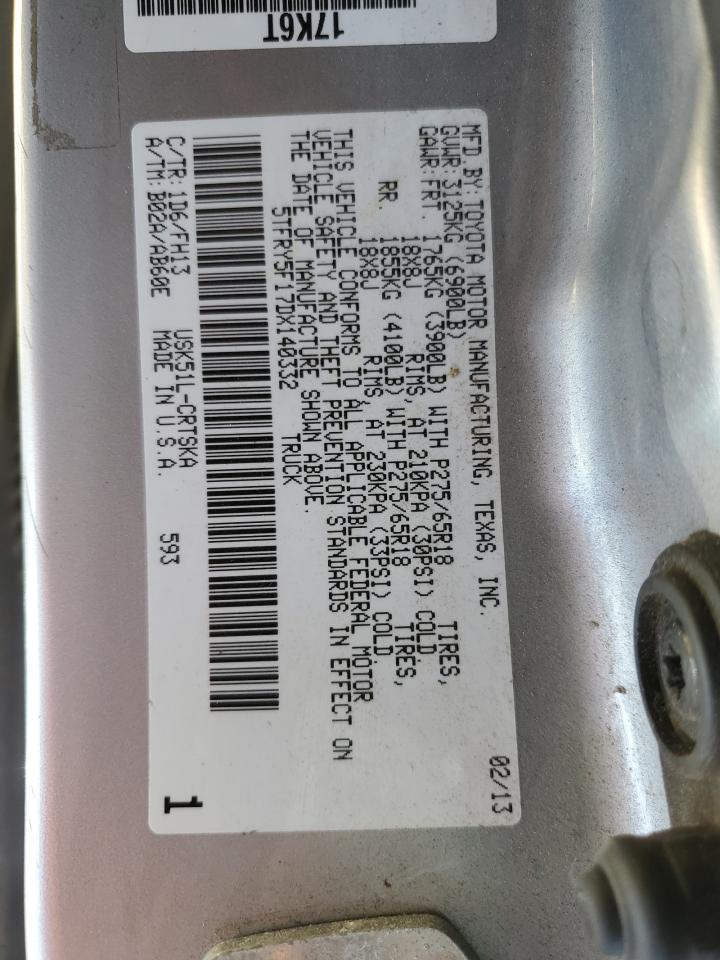 17K6T
MFD.BY: TOYOTA MOTOR MANUFACTURING, TEXAS, INC. 02/13
GVWR: 3125KG (6900LB)
GAWR: FRT. 1765KG (3900LB) WITH P275/65R18 TIRES,
18X8J RIMS, AT 210KPA (30PSI) COLD.
RR. 1855KG (4100LB) WITH P275/65R18 TIRES,
18X8J RIMS, AT 230KPA (33PSI) COLD.
THIS VEHICLE CONFORMS TO ALL APPLICABLE FEDERAL MOTOR
VEHICLE SAFETY AND THEFT PREVENTION STANDARDS IN EFFECT ON
THE DATE OF MANUFACTURE SHOWN ABOVE.
5TFRY5F17DX140332 TRUCK
C/TR: 1D6/FH13 USK51L-CRTSKA 593
A/TM: B02A/AB60E MADE IN U.S.A.
1